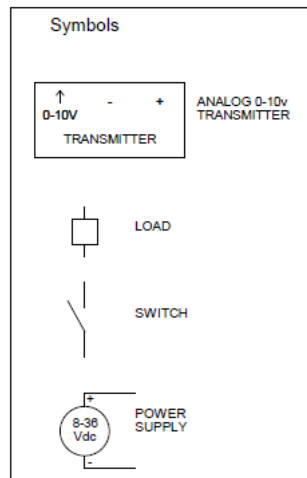 Symbols
↑ - +
0-10V
TRANSMITTER
ANALOG 0-10v
TRANSMITTER
LOAD
SWITCH
+
8-36
Vdc
-
POWER
SUPPLY